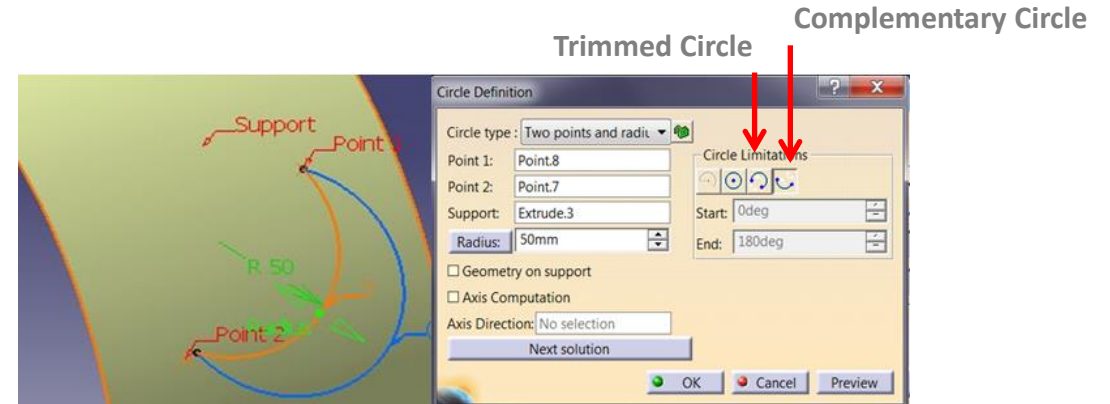 Complementary Circle
Trimmed Circle
Support
Point
R 50
Point 2
Circle Definition
? X
Circle type : Two points and radiu
Point 1: Point.8
Point 2: Point.7
Support: Extrude.3
Radius: 50mm
Geometry on support
Axis Computation
Axis Direction: No selection
Next solution
Circle Limitations
Start: 0deg
End: 180deg
OK Cancel Preview